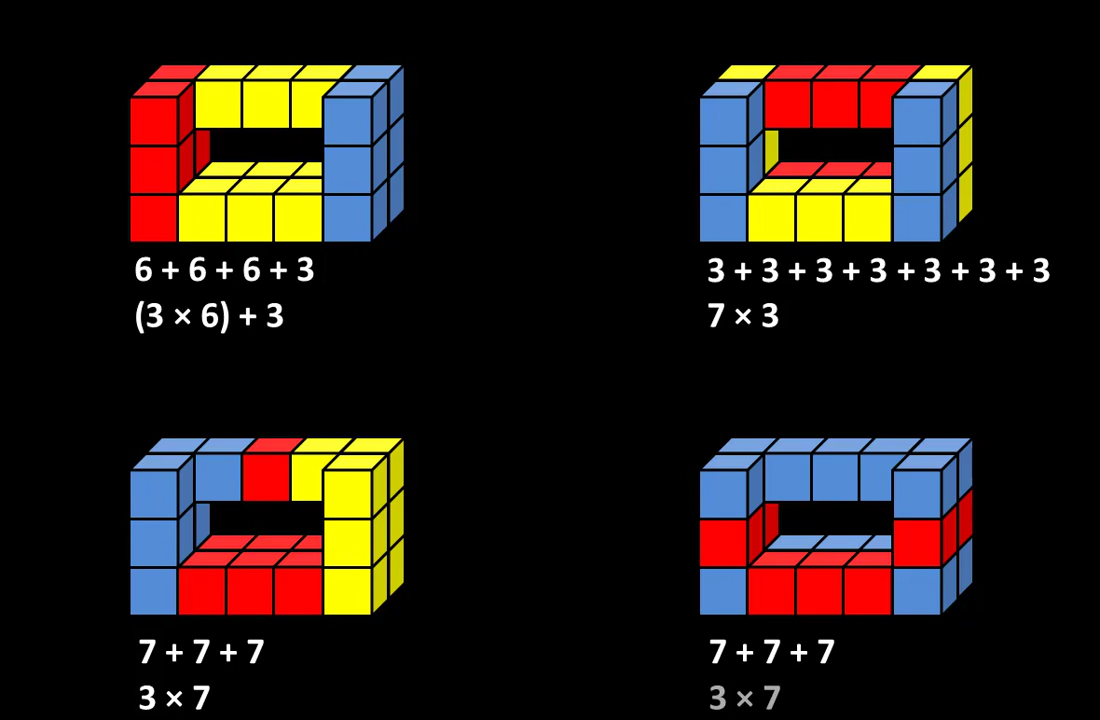 6 + 6 + 6 + 3
(3 × 6) + 3
3 + 3 + 3 + 3 + 3 + 3 + 3
7 × 3
7 + 7 + 7
3 × 7
7 + 7 + 7
3 × 7